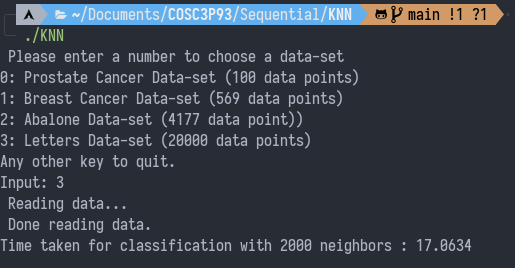 ~/Documents/COSC3P93/Sequential/KNN main !1 ?1
./KNN
Please enter a number to choose a data-set
0: Prostate Cancer Data-set (100 data points)
1: Breast Cancer Data-set (569 data points)
2: Abalone Data-set (4177 data point))
3: Letters Data-set (20000 data points)
Any other key to quit.
Input: 3
Reading data...
Done reading data.
Time taken for classification with 2000 neighbors : 17.0634